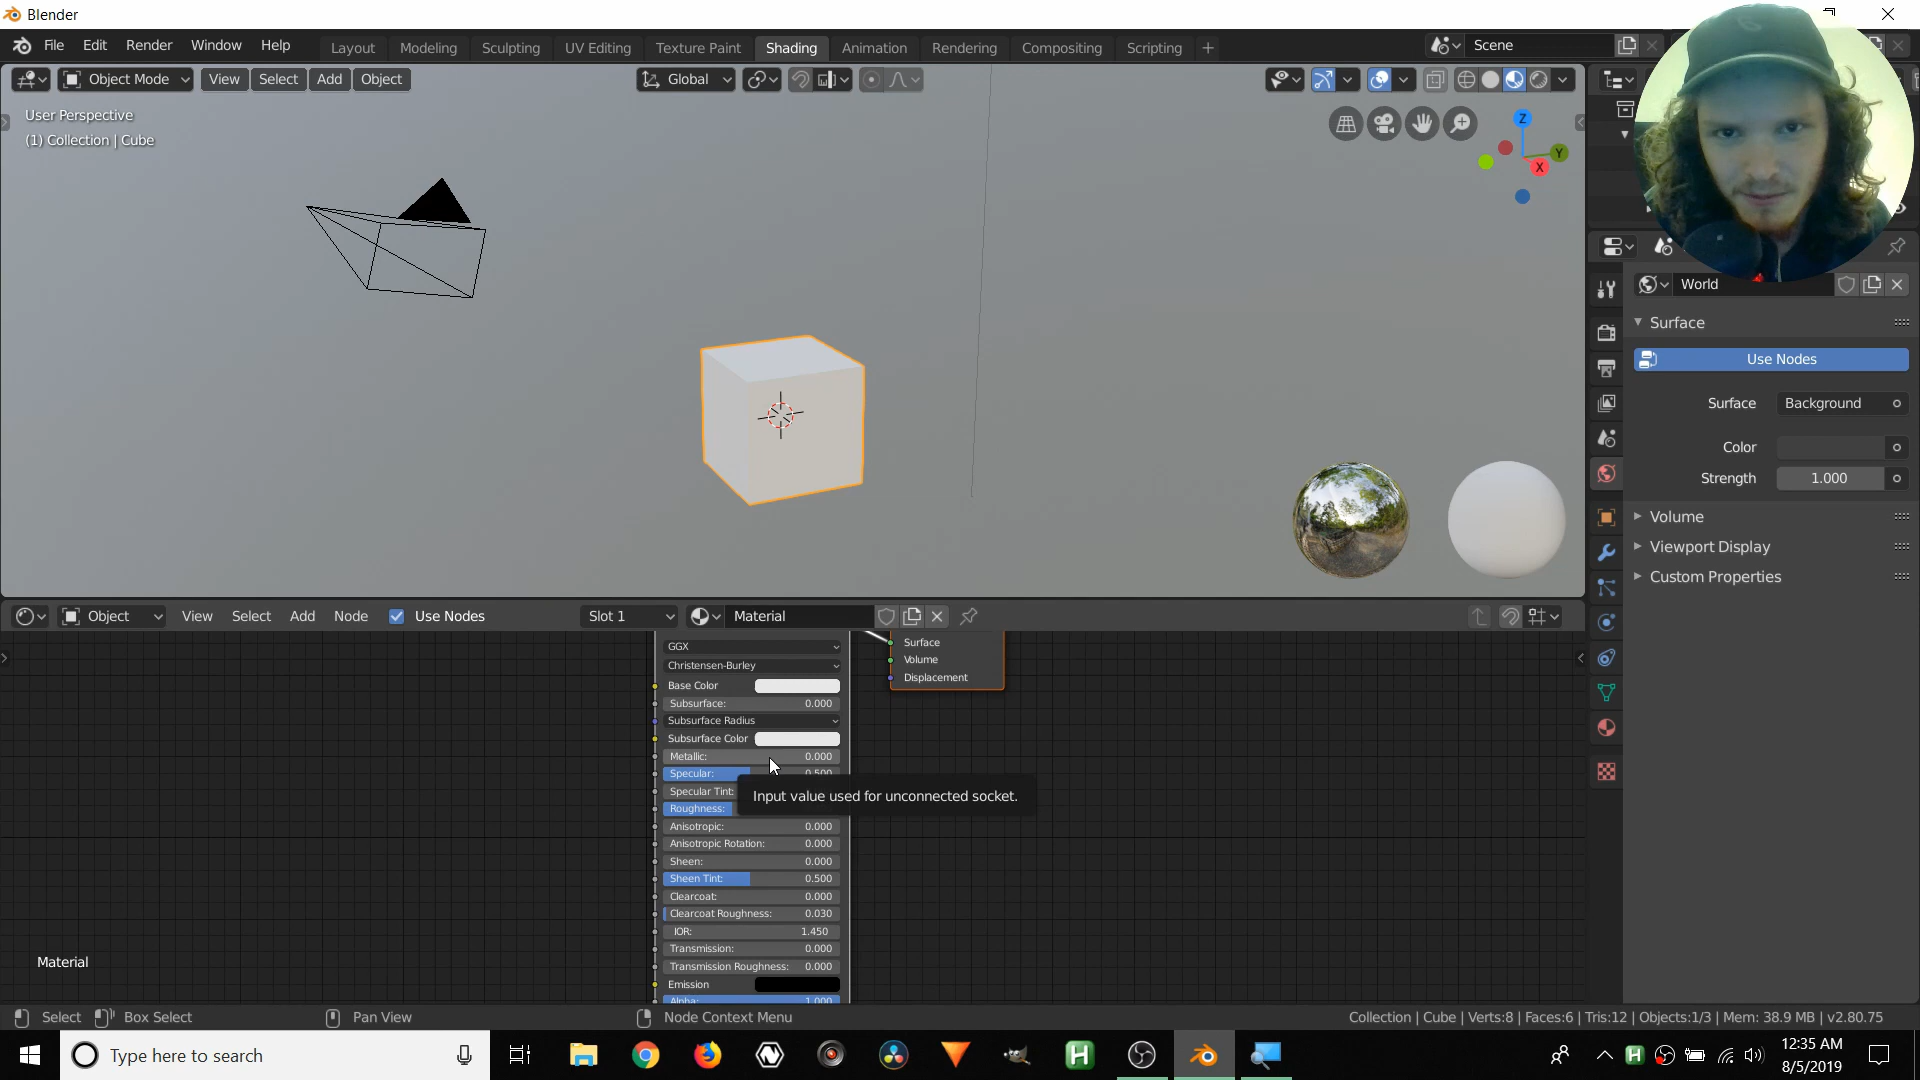 Blender
File Edit Render Window Help Layout Modeling Sculpting UV Editing Texture Paint Shading Animation Rendering Compositing Scripting + Scene
Object Mode View Select Add Object Global
User Perspective
(1) Collection | Cube
Z
Y
X
World
Surface
Use Nodes
Surface Background
Color
Strength 1.000
Volume
Viewport Display
Custom Properties
Object View Select Add Node Use Nodes Slot 1 Material
GGX
Christensen-Burley
Base Color
Subsurface: 0.000
Subsurface Radius
Subsurface Color
Metallic: 0.000
Specular: 0.500
Specular Tint:
Roughness:
Anisotropic: 0.000
Anisotropic Rotation: 0.000
Sheen: 0.000
Sheen Tint: 0.500
Clearcoat: 0.000
Clearcoat Roughness: 0.030
IOR: 1.450
Transmission: 0.000
Transmission Roughness: 0.000
Emission
Alpha: 1.000
Surface
Volume
Displacement
Input value used for unconnected socket.
Material
Select Box Select Pan View Node Context Menu Collection | Cube | Verts:8 | Faces:6 | Tris:12 | Objects:1/3 | Mem: 38.9 MB | v2.80.75
Type here to search
12:35 AM
8/5/2019